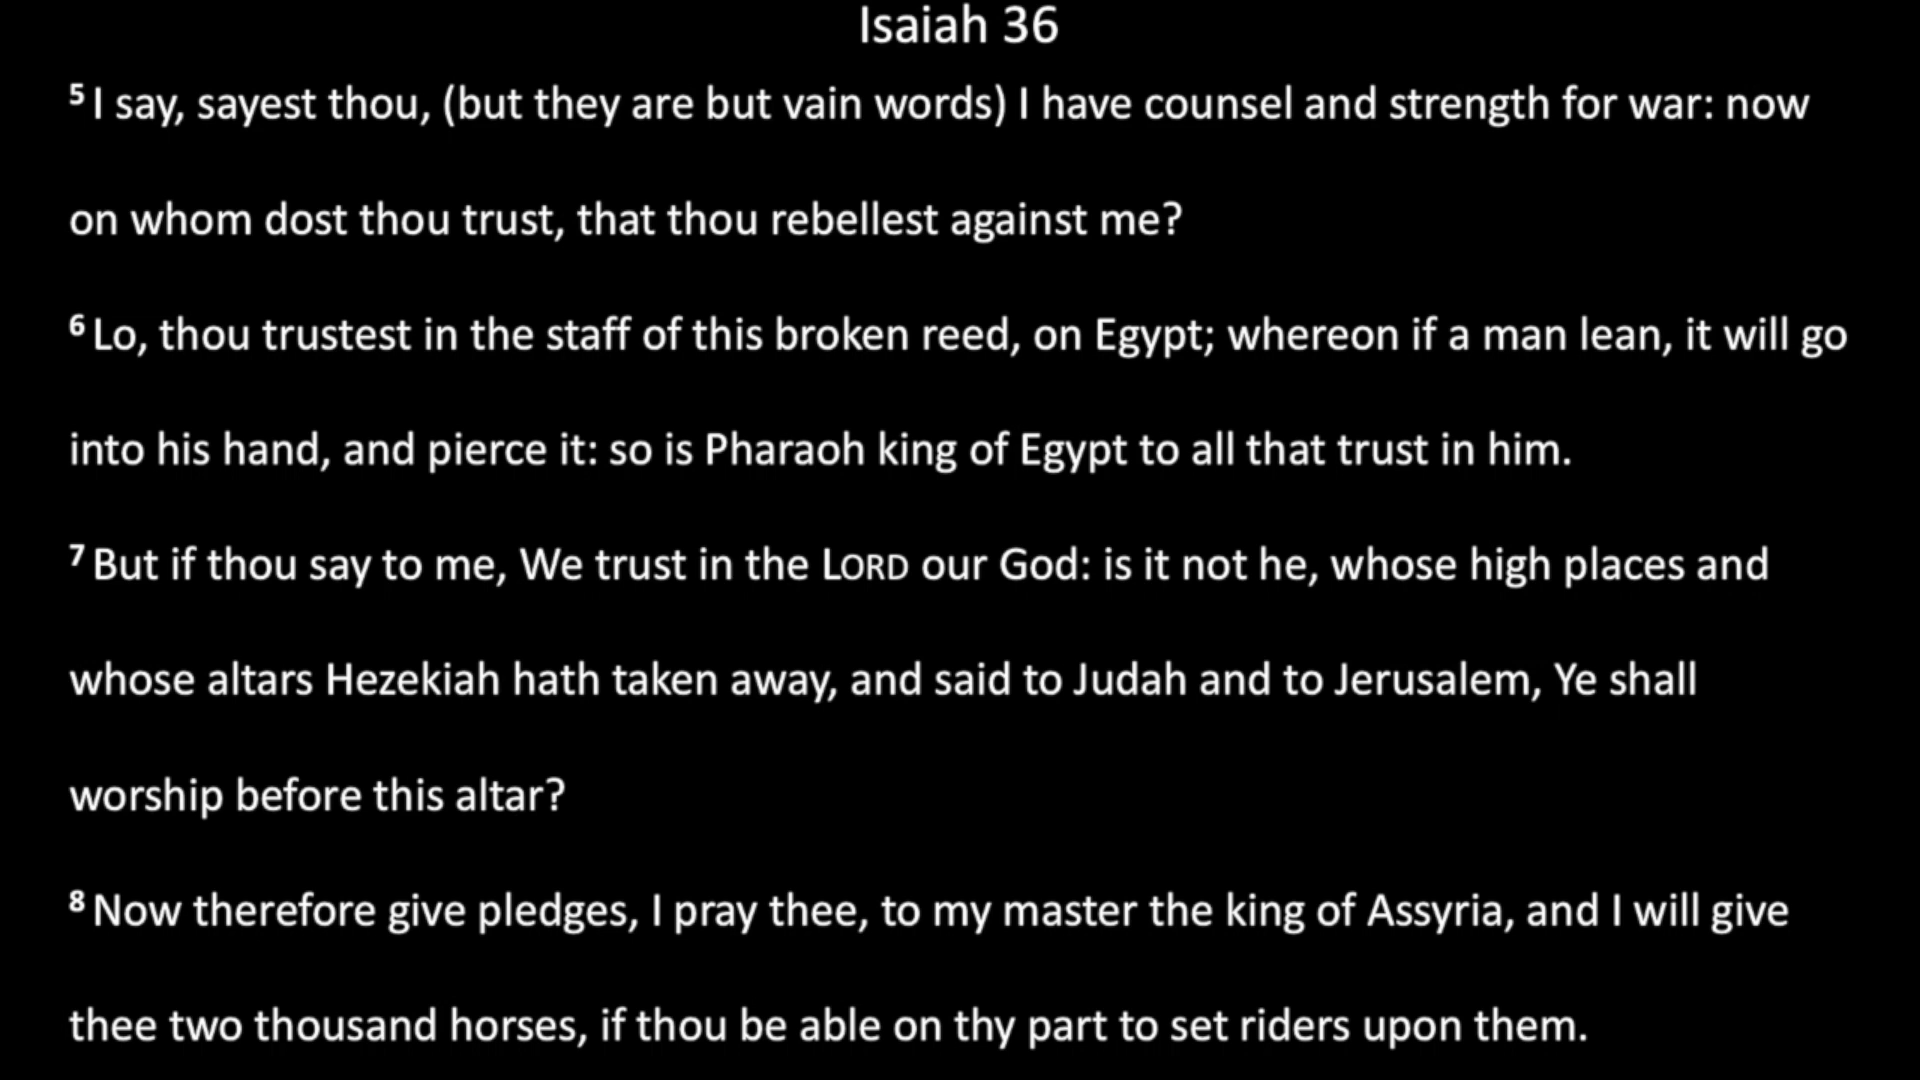 Isaiah 36
5 I say, sayest thou, (but they are but vain words) I have counsel and strength for war: now
on whom dost thou trust, that thou rebellest against me?
6 Lo, thou trustest in the staff of this broken reed, on Egypt; whereon if a man lean, it will go
into his hand, and pierce it: so is Pharaoh king of Egypt to all that trust in him.
7 But if thou say to me, We trust in the LORD our God: is it not he, whose high places and
whose altars Hezekiah hath taken away, and said to Judah and to Jerusalem, Ye shall
worship before this altar?
8 Now therefore give pledges, I pray thee, to my master the king of Assyria, and I will give
thee two thousand horses, if thou be able on thy part to set riders upon them.